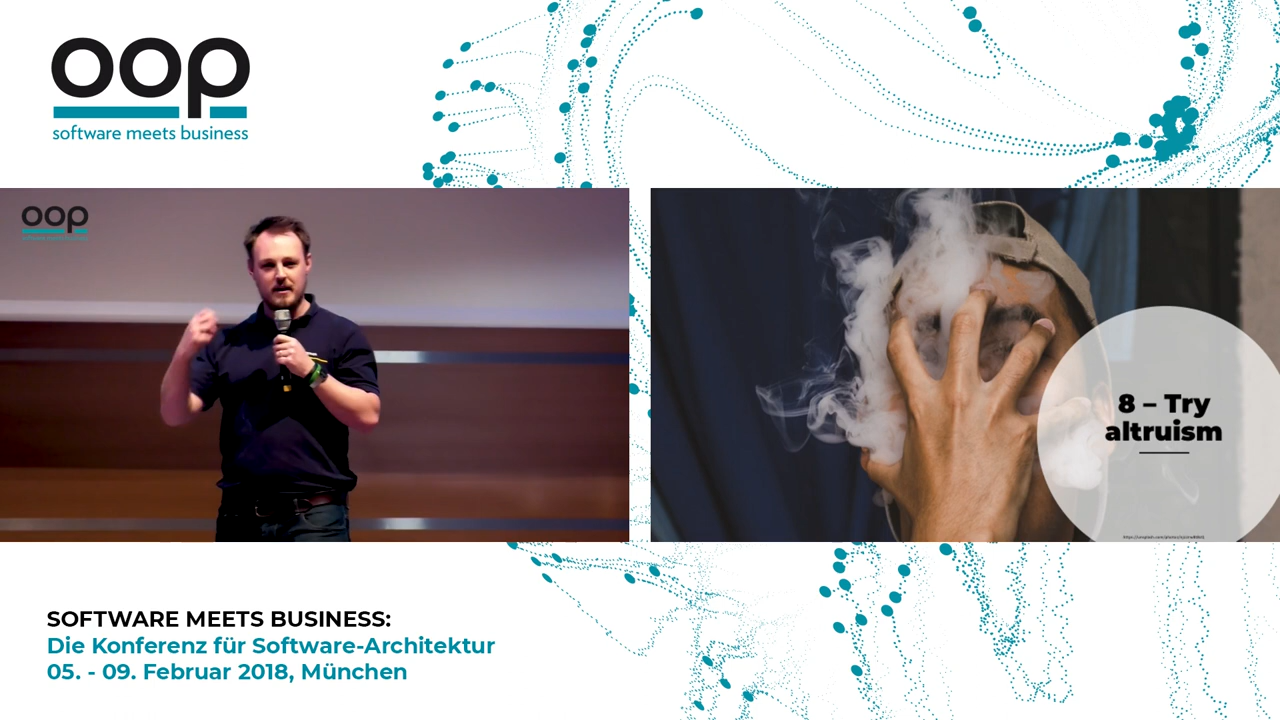 oop
software meets business
oop
8 – Try
altruism
SOFTWARE MEETS BUSINESS:
Die Konferenz für Software-Architektur
05. - 09. Februar 2018, München